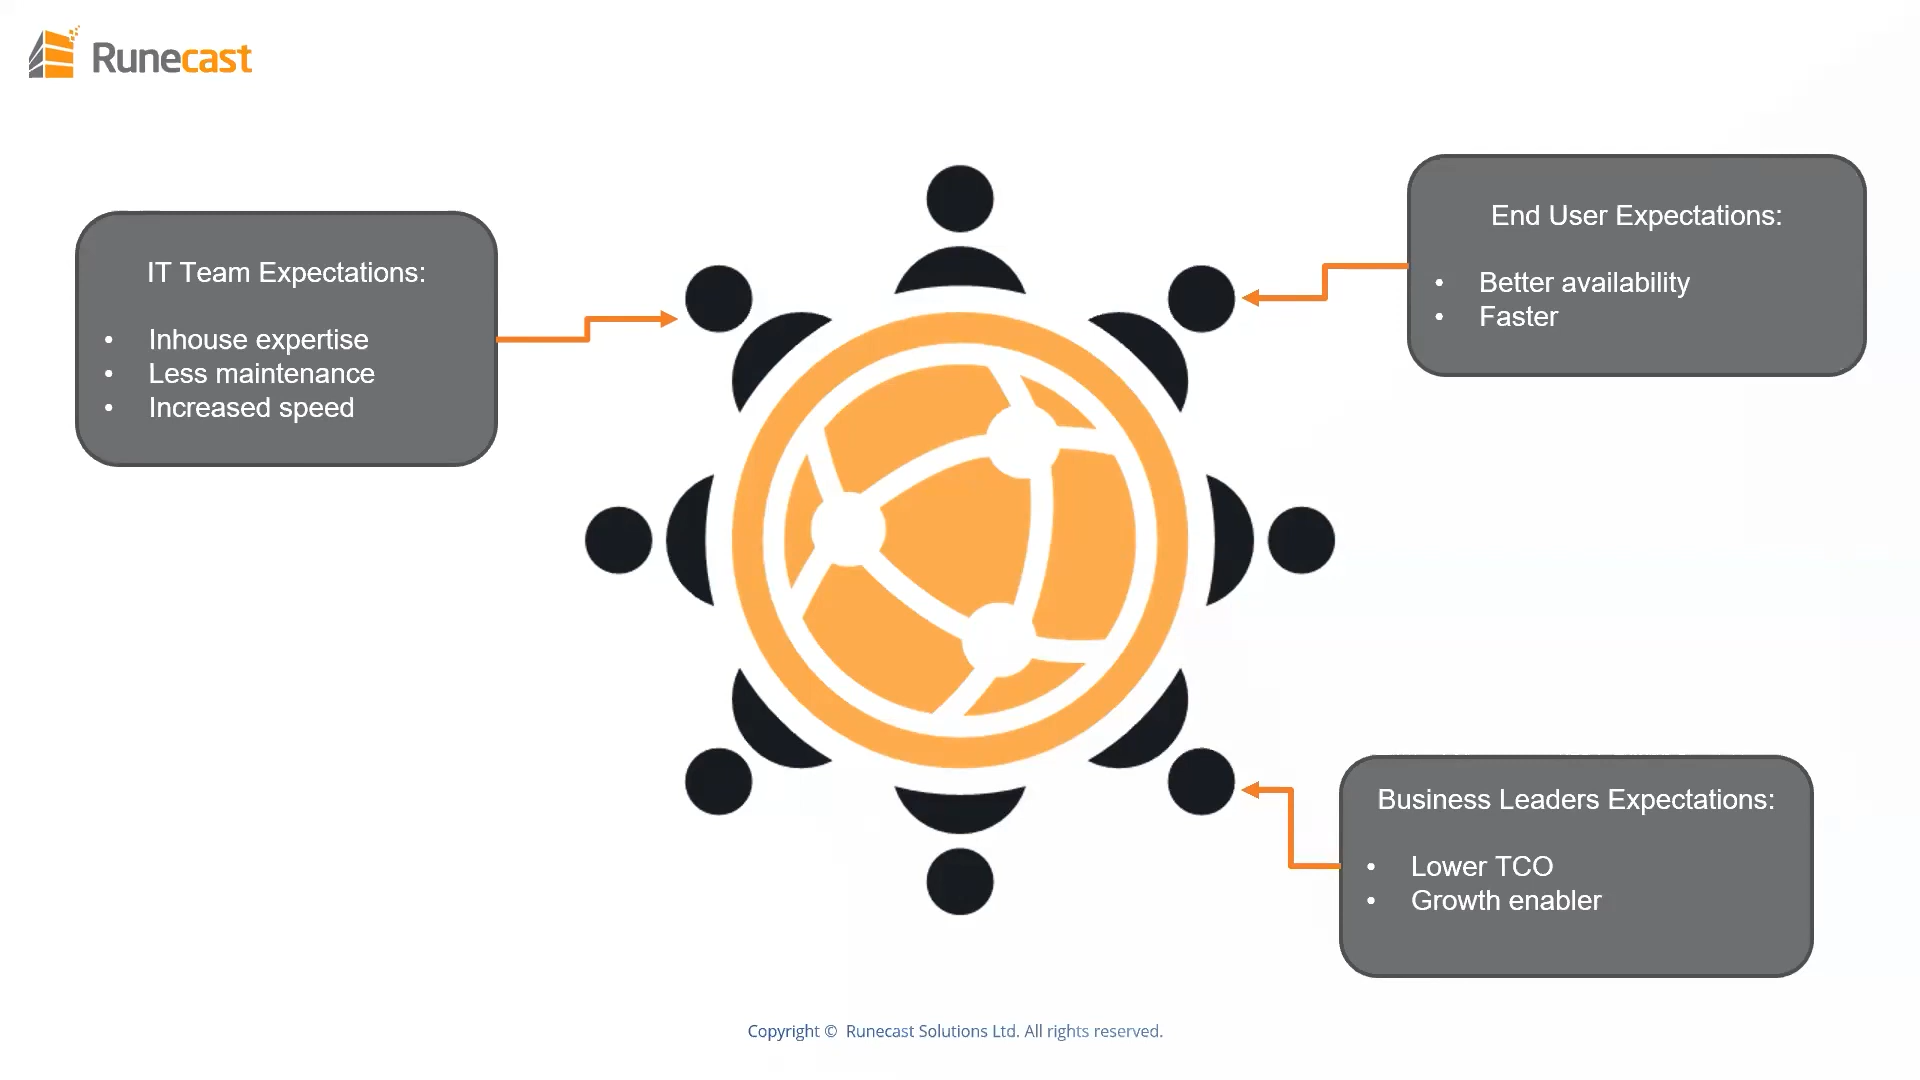 Runecast
IT Team Expectations:
• Inhouse expertise
• Less maintenance
• Increased speed
End User Expectations:
• Better availability
• Faster
Business Leaders Expectations:
• Lower TCO
• Growth enabler
Copyright © Runecast Solutions Ltd. All rights reserved.